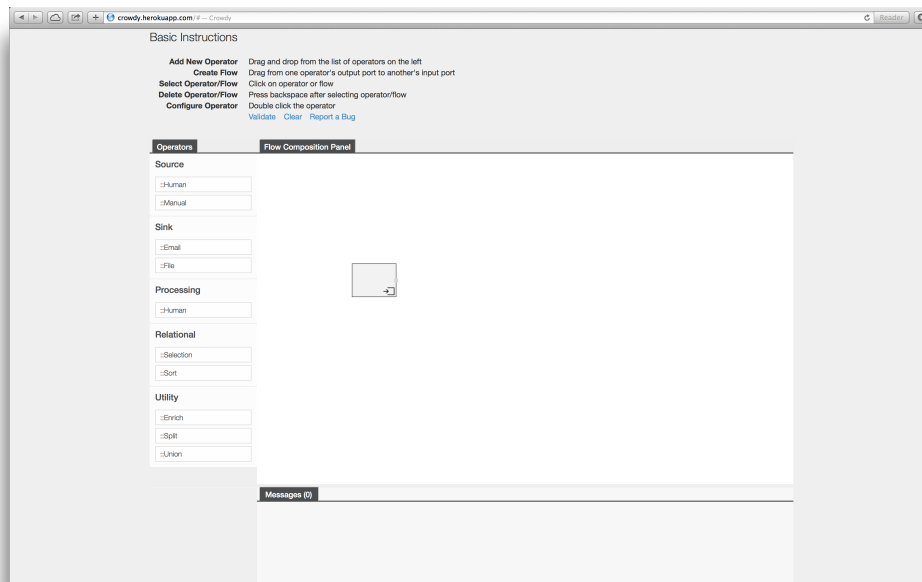 crowdy.herokuapp.com/# — Crowdy
Reader
Basic Instructions
Add New Operator Drag and drop from the list of operators on the left
Create Flow Drag from one operator's output port to another's input port
Select Operator/Flow Click on operator or flow
Delete Operator/Flow Press backspace after selecting operator/flow
Configure Operator Double click the operator
Validate Clear Report a Bug
Operators
Flow Composition Panel
Source
::Human
::Manual
Sink
::Email
::File
Processing
::Human
Relational
::Selection
::Sort
Utility
::Enrich
::Split
::Union
Messages (0)